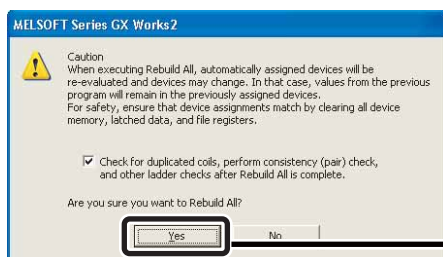 MELSOFT Series GX Works2
Caution
When executing Rebuild All, automatically assigned devices will be
re-evaluated and devices may change. In that case, values from the previous
program will remain in the previously assigned devices.
For safety, ensure that device assignments match by clearing all device
memory, latched data, and file registers.
Check for duplicated coils, perform consistency (pair) check,
and other ladder checks after Rebuild All is complete.
Are you sure you want to Rebuild All?
Yes No